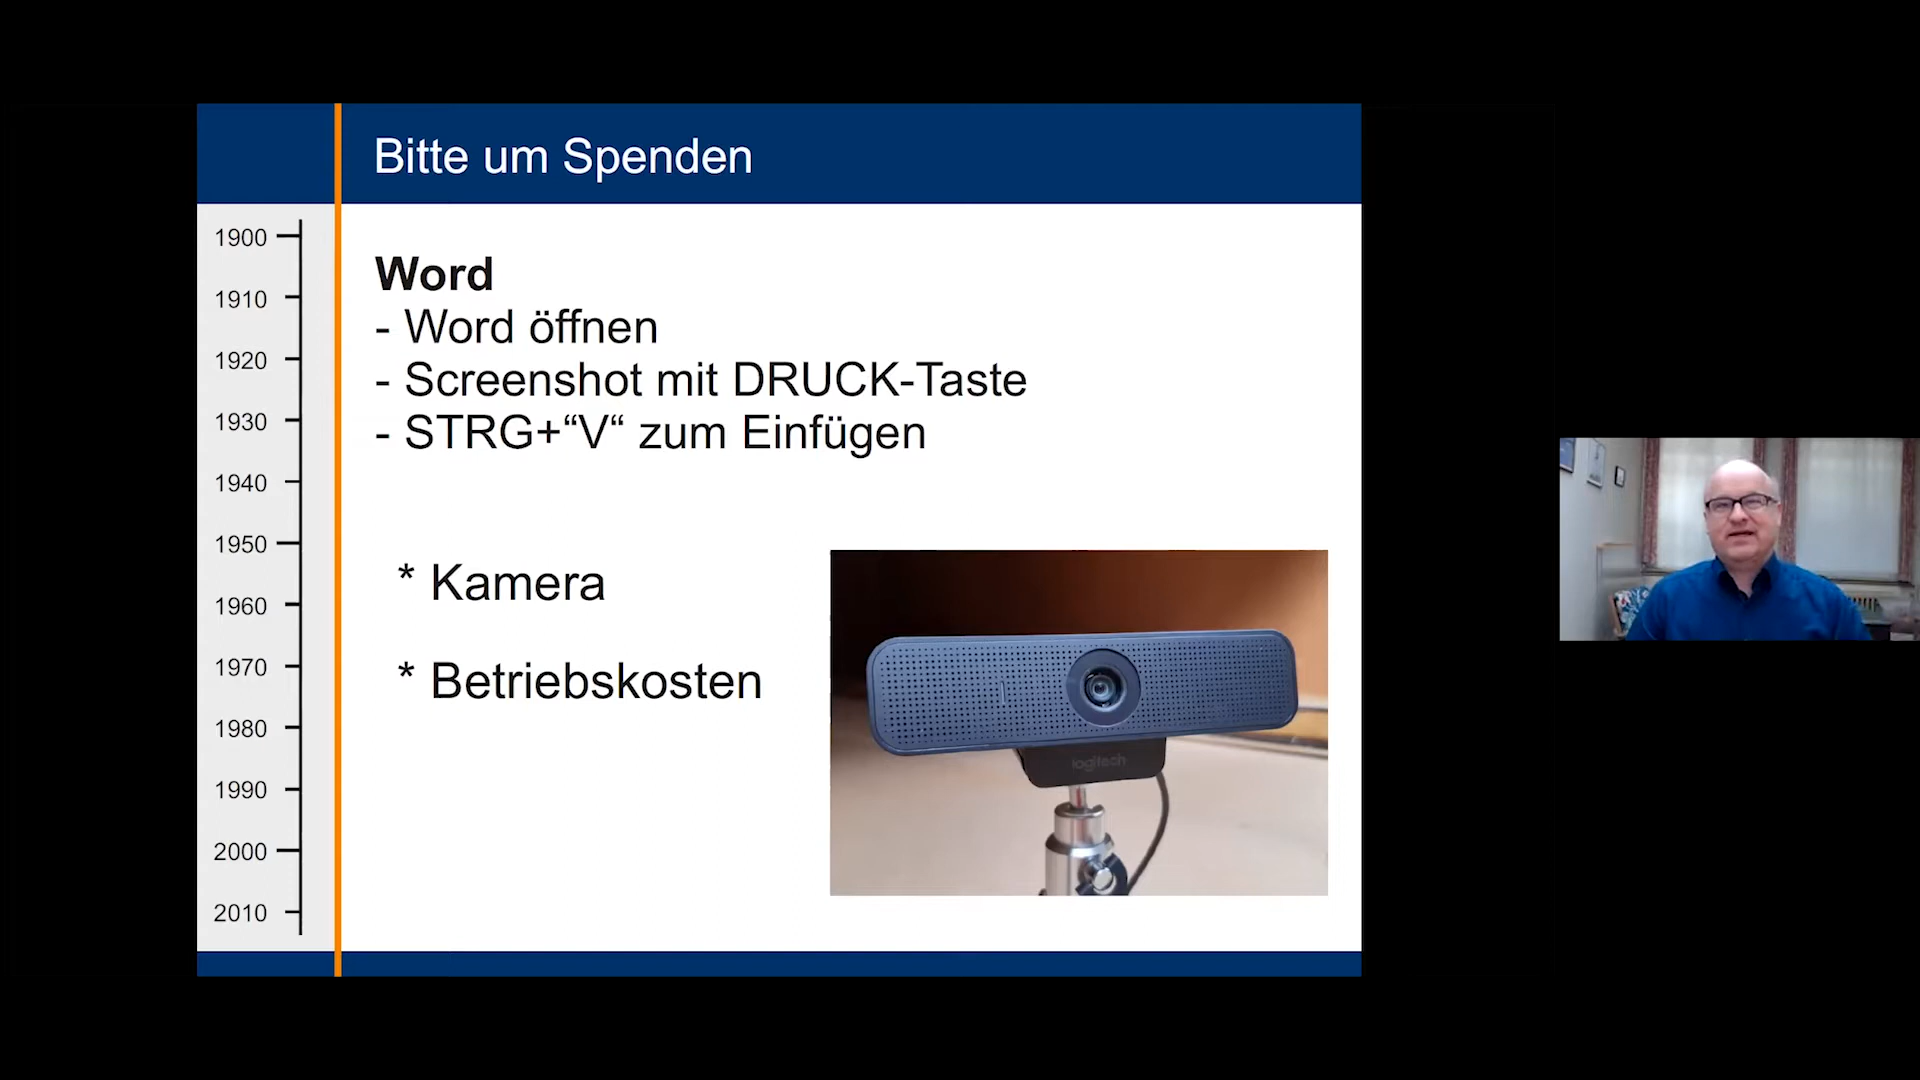 Bitte um Spenden
1900
1910
1920
1930
1940
1950
1960
1970
1980
1990
2000
2010
Word
- Word öffnen
- Screenshot mit DRUCK-Taste
- STRG+“V“ zum Einfügen
* Kamera
* Betriebskosten
logitech